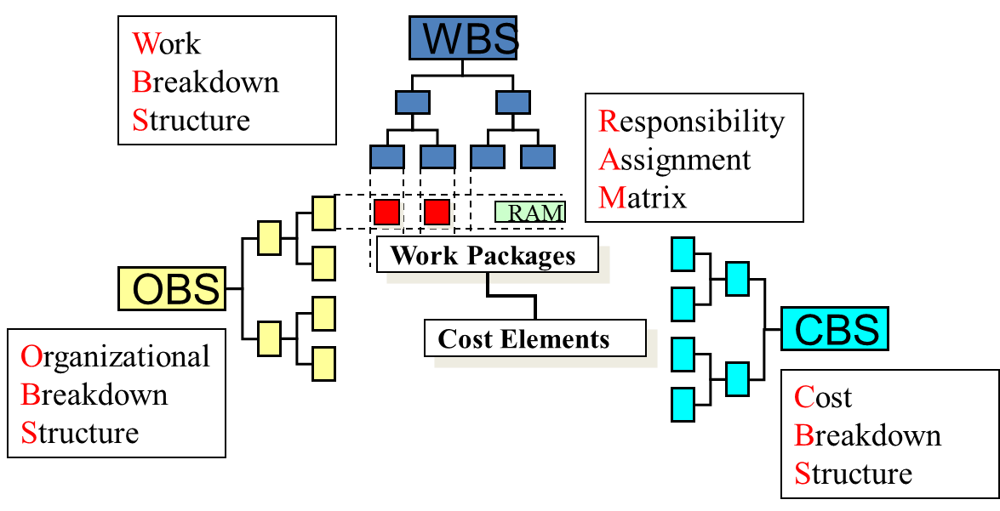 WBS
Work
Breakdown
Structure
Responsibility
Assignment
Matrix
RAM
Work Packages
OBS
Cost Elements
CBS
Organizational
Breakdown
Structure
Cost
Breakdown
Structure